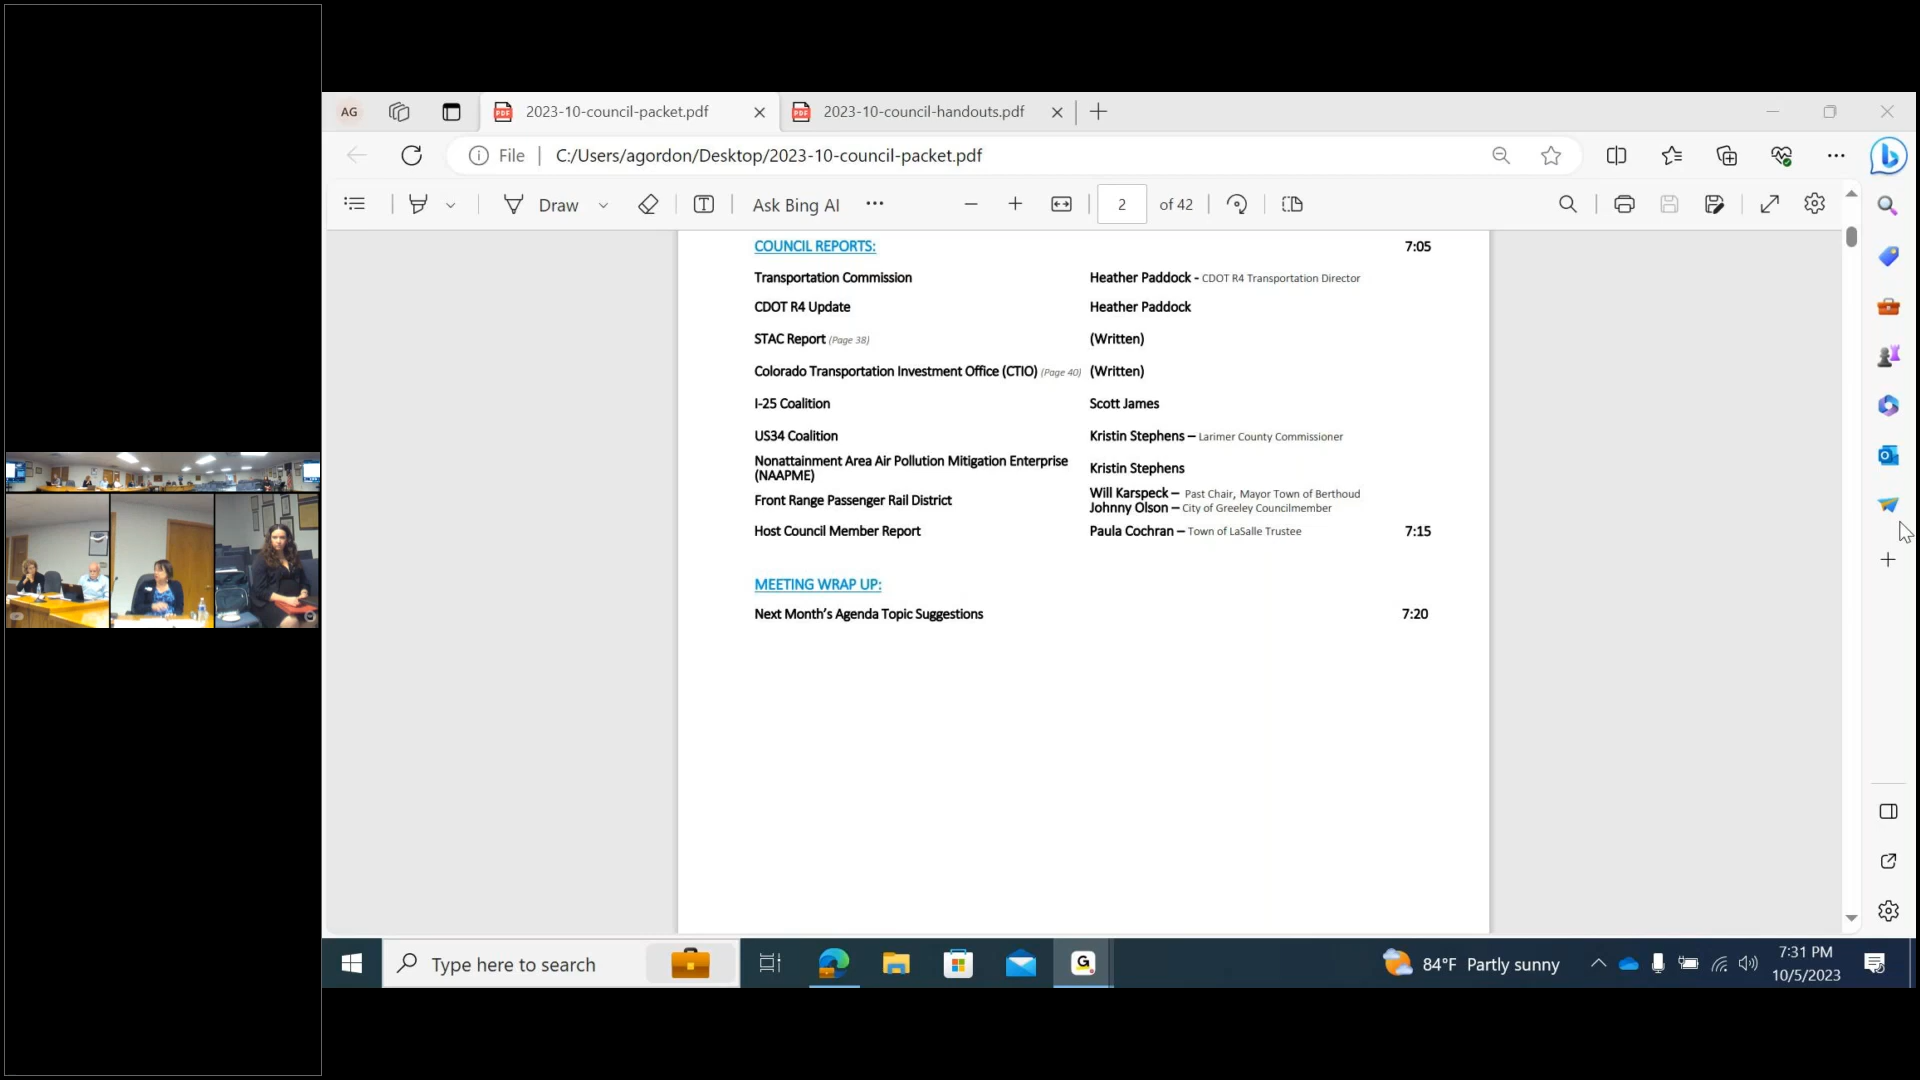 AG
2023-10-council-packet.pdf
2023-10-council-handouts.pdf
File
C:/Users/agordon/Desktop/2023-10-council-packet.pdf
Draw
Ask Bing AI
2
of 42
COUNCIL REPORTS: 7:05
Transportation Commission Heather Paddock - CDOT R4 Transportation Director
CDOT R4 Update Heather Paddock
STAC Report (Page 38) (Written)
Colorado Transportation Investment Office (CTIO) (Page 40) (Written)
I-25 Coalition Scott James
US34 Coalition Kristin Stephens – Larimer County Commissioner
Nonattainment Area Air Pollution Mitigation Enterprise
(NAAPME) Kristin Stephens
Front Range Passenger Rail District Will Karspeck – Past Chair, Mayor Town of Berthoud
Johnny Olson – City of Greeley Councilmember
Host Council Member Report Paula Cochran – Town of LaSalle Trustee 7:15
MEETING WRAP UP:
Next Month's Agenda Topic Suggestions 7:20
Type here to search
84°F Partly sunny
7:31 PM
10/5/2023